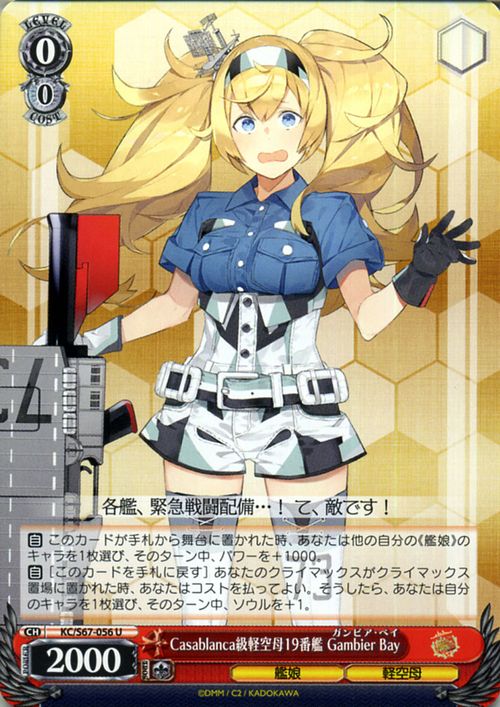 LEVEL
0
0
COST
C2
73
各艦、緊急戦闘配備…！ て、敵です！
自 このカードが手札から舞台に置かれた時、あなたは他の自分の《艦娘》の
キャラを1枚選び、そのターン中、パワーを+1000。
自 [このカードを手札に戻す] あなたのクライマックスがクライマックス
置場に置かれた時、あなたはコストを払ってよい。そうしたら、あなたは自
分のキャラを1枚選び、そのターン中、ソウルを+1。
CH KC/S67-056 U
ガンビア・ベイ
Casablanca級軽空母19番艦 Gambier Bay
POWER
2000
SOUL
艦娘
軽空母
©DMM / C2 / KADOKAWA